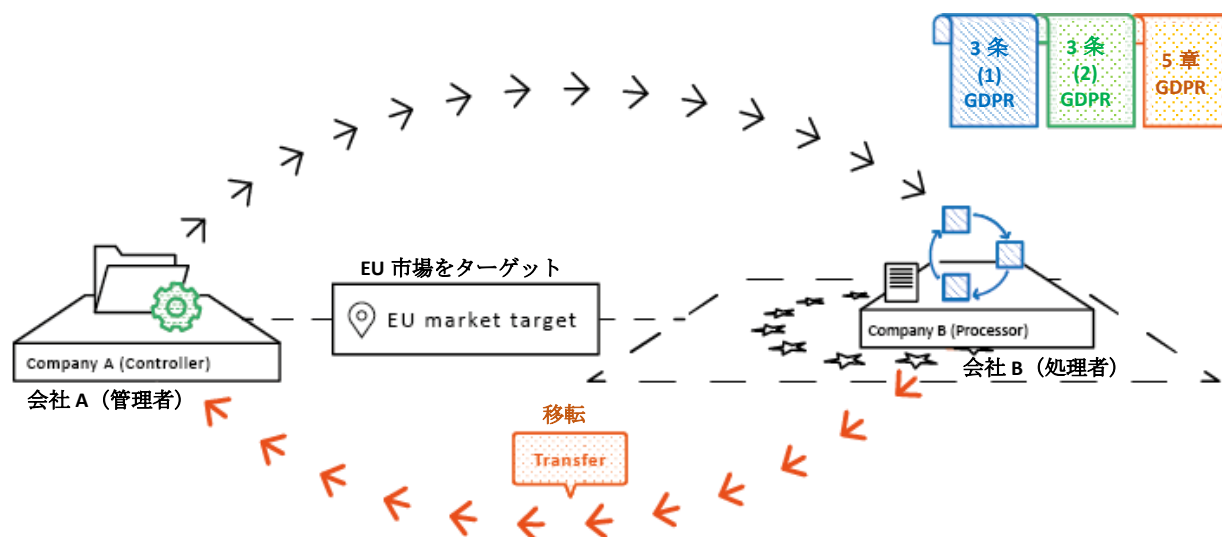 3 条
(1)
GDPR
3 条
(2)
GDPR
5 章
GDPR
EU 市場をターゲット
EU market target
Company A (Controller)
会社 A（管理者）
Company B (Processor)
会社 B（処理者）
移転
Transfer